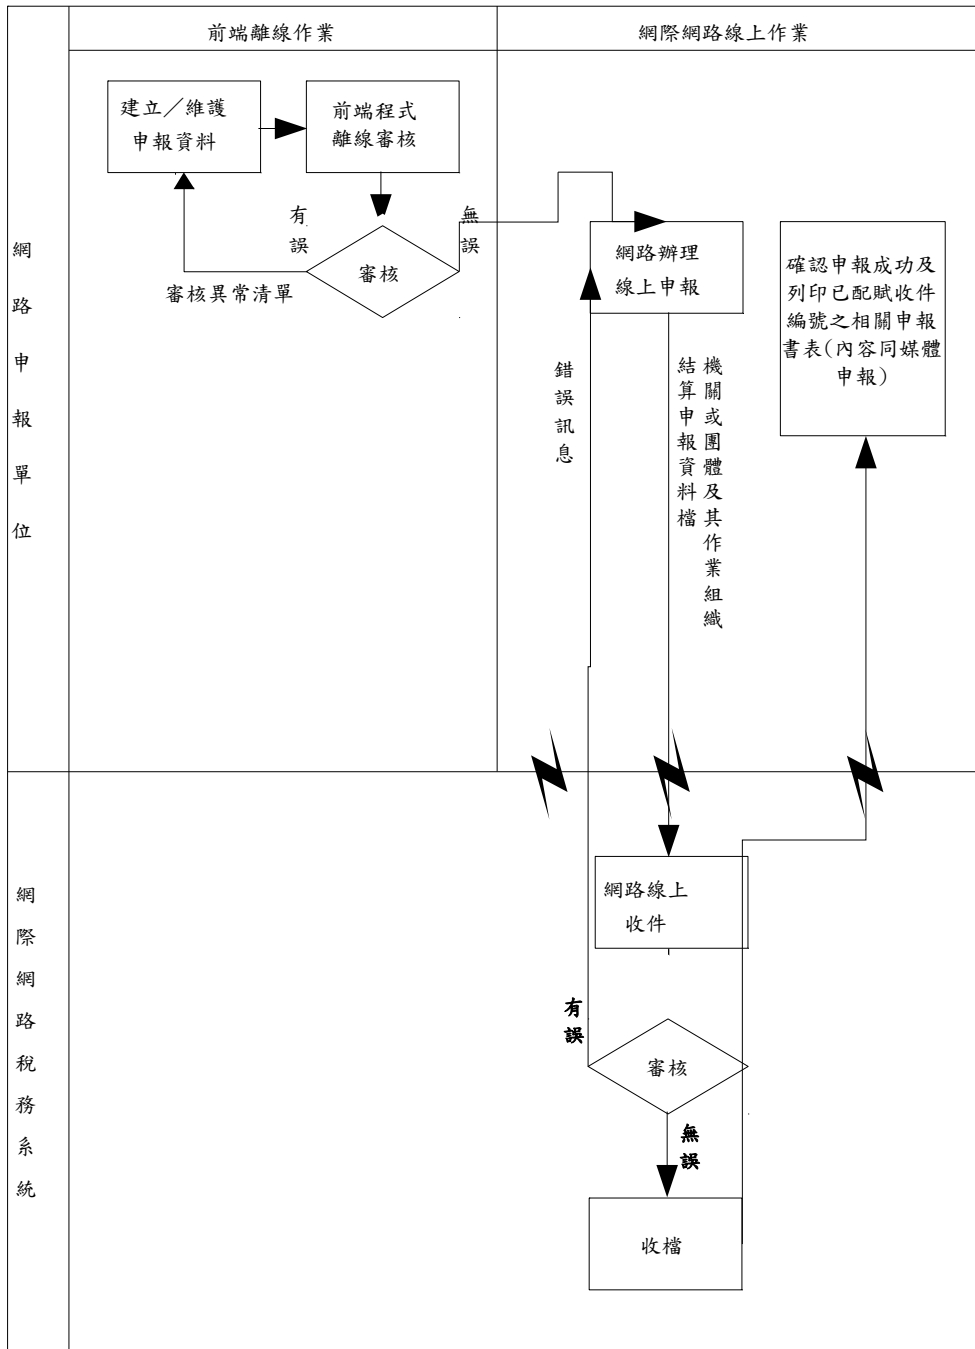 前端離線作業
網際網路線上作業
網路申報單位
建立／維護
申報資料
前端程式
離線審核
有誤
無誤
審核
審核異常清單
網路辦理
線上申報
確認申報成功及
列印已配賦收件
編號之相關申報
書表(內容同媒體
申報)
錯誤訊息
機關或團體及其作業組織
結算申報資料檔
網際網路稅務系統
網路線上
收件
有誤
審核
無誤
收檔